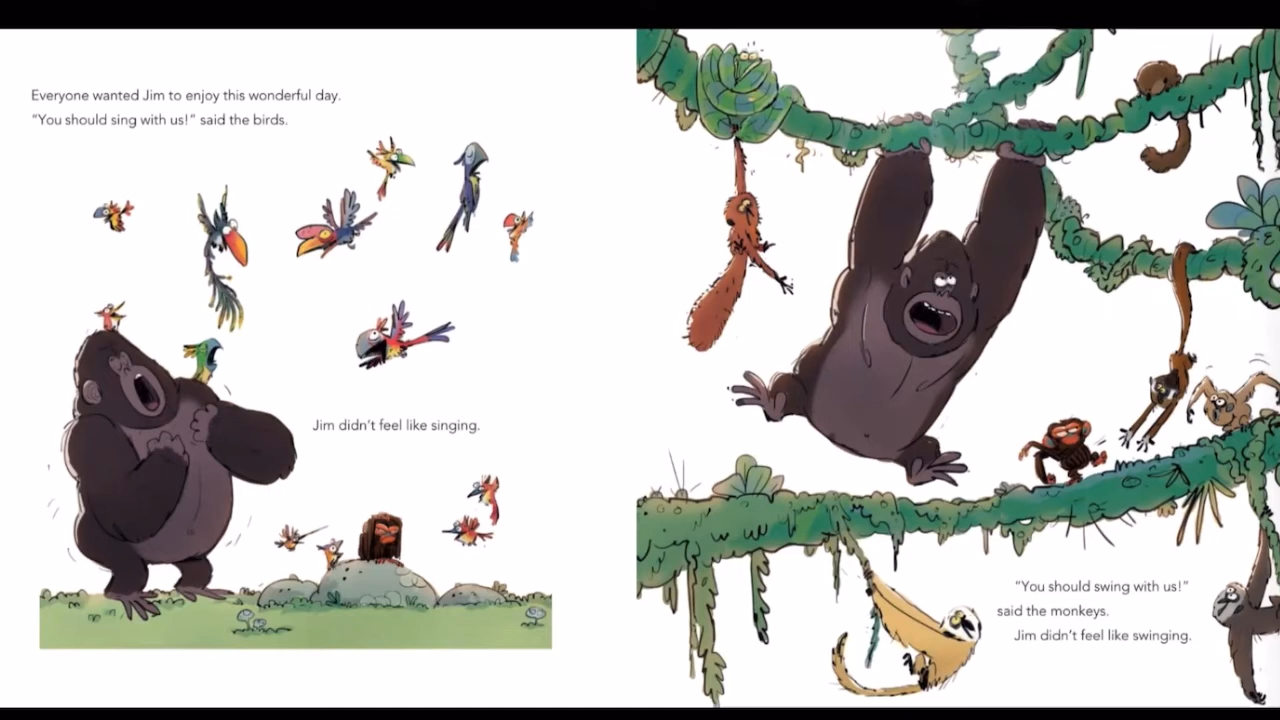 Everyone wanted Jim to enjoy this wonderful day.
“You should sing with us!” said the birds.
Jim didn’t feel like singing.
“You should swing with us!”
said the monkeys.
Jim didn’t feel like swinging.